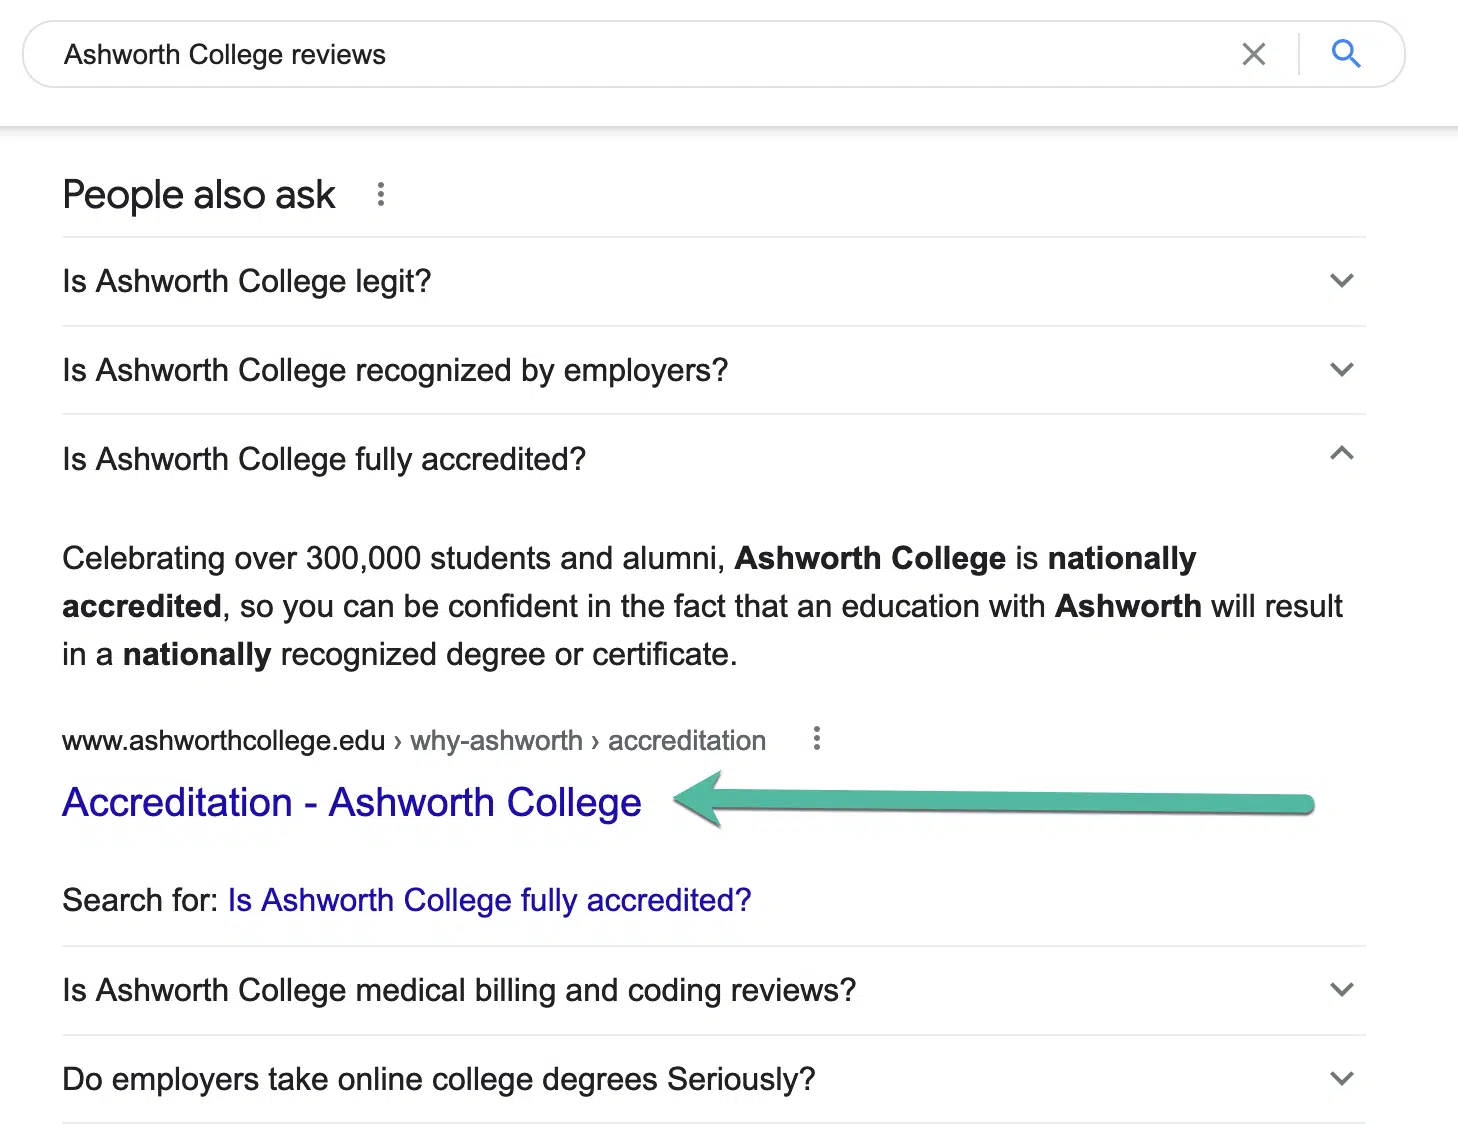 Ashworth College reviews
People also ask
Is Ashworth College legit?
Is Ashworth College recognized by employers?
Is Ashworth College fully accredited?
Celebrating over 300,000 students and alumni, Ashworth College is nationally
accredited, so you can be confident in the fact that an education with Ashworth will result
in a nationally recognized degree or certificate.
www.ashworthcollege.edu › why-ashworth › accreditation
Accreditation - Ashworth College
Search for: Is Ashworth College fully accredited?
Is Ashworth College medical billing and coding reviews?
Do employers take online college degrees Seriously?